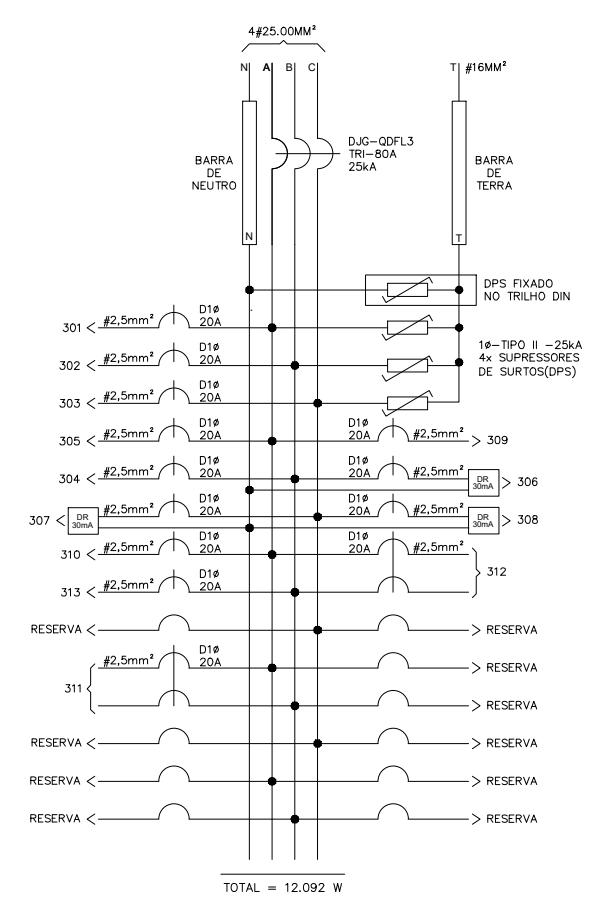 4#25.00MM²
N A B C T #16MM²
DJG-QDFL3
TRI-80A
25kA
BARRA
DE
NEUTRO
BARRA
DE
TERRA
N T
DPS FIXADO
NO TRILHO DIN
301 < #2,5mm² D1ø
20A
1ø-TIPO II -25kA
4x SUPRESSORES
DE SURTOS(DPS)
302 < #2,5mm² D1ø
20A
303 < #2,5mm² D1ø
20A
305 < #2,5mm² D1ø
20A
D1ø
20A #2,5mm² > 309
304 < #2,5mm² D1ø
20A
D1ø
20A #2,5mm² DR
30mA > 306
307 < DR
30mA #2,5mm² D1ø
20A
D1ø
20A #2,5mm² DR
30mA > 308
310 < #2,5mm² D1ø
20A
D1ø
20A #2,5mm²
312
313 < #2,5mm² D1ø
20A
RESERVA < > RESERVA
#2,5mm² D1ø
20A > RESERVA
311
> RESERVA
RESERVA < > RESERVA
RESERVA < > RESERVA
RESERVA < > RESERVA
TOTAL = 12.092 W